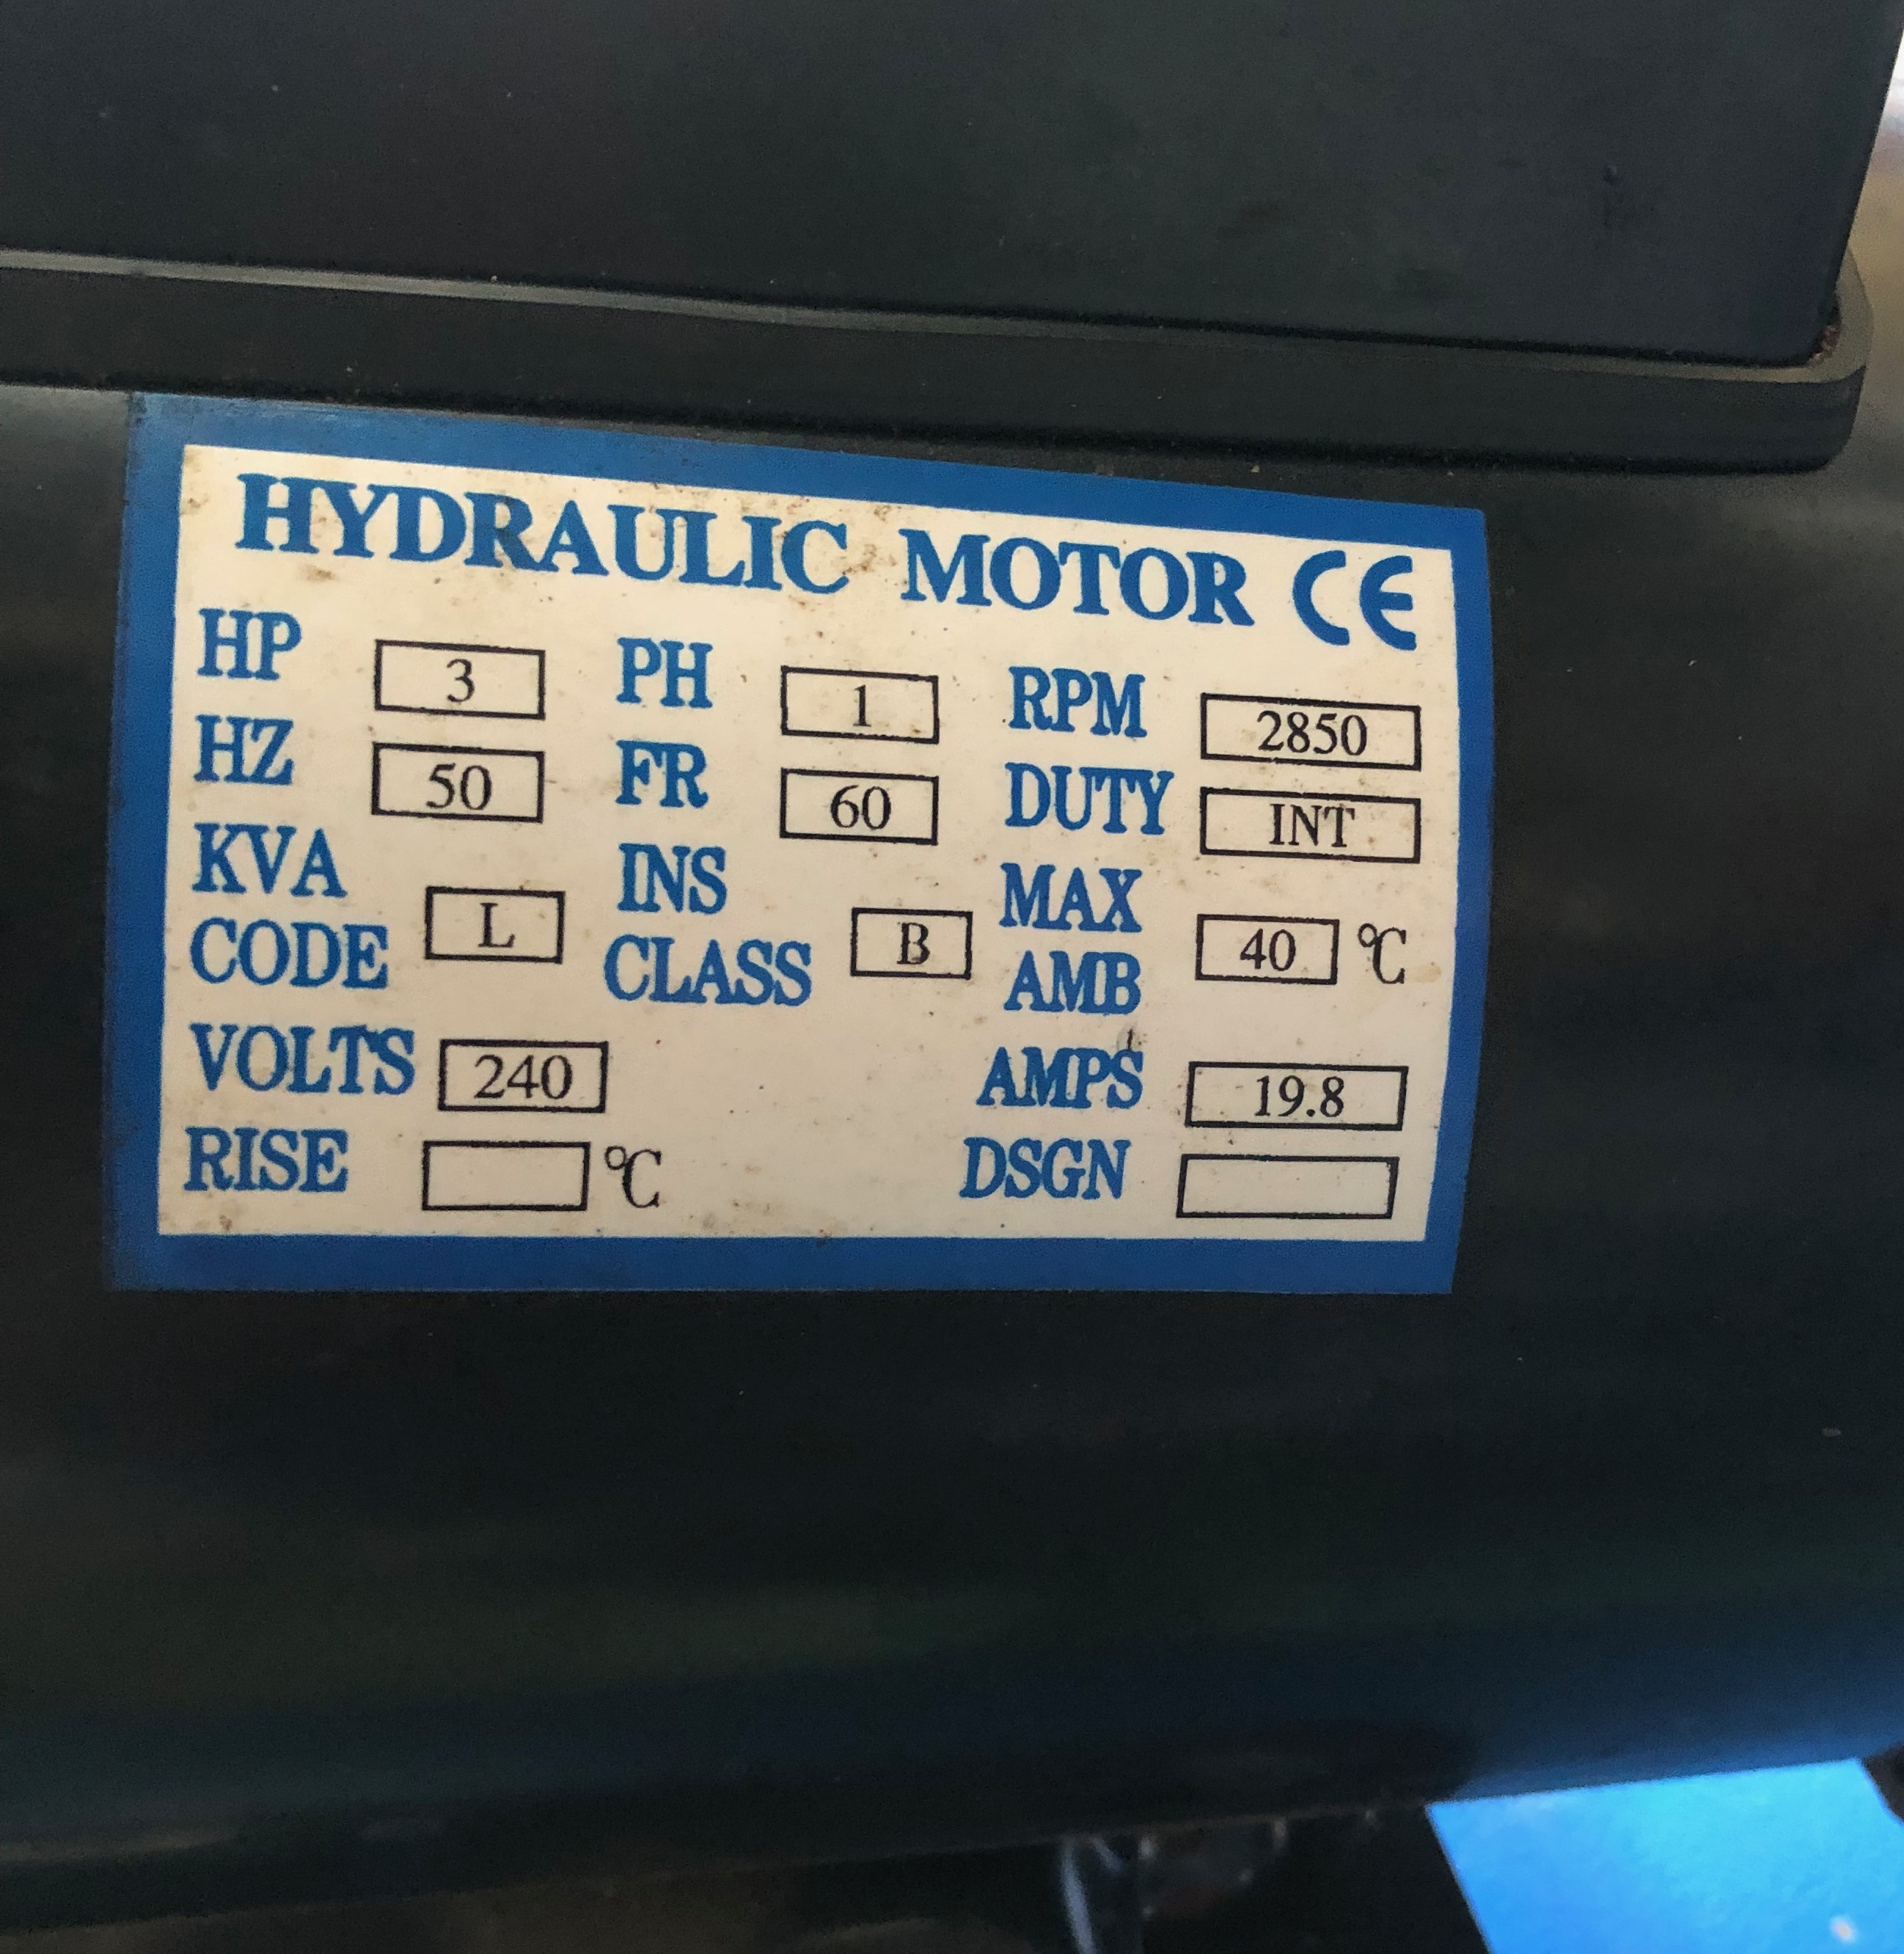 HYDRAULIC MOTOR CE
HP 3 PH 1 RPM 2850
HZ 50 FR 60 DUTY INT
KVA CODE L INS CLASS B MAX AMB 40 °C
VOLTS 240 AMPS 19.8
RISE °C DSGN